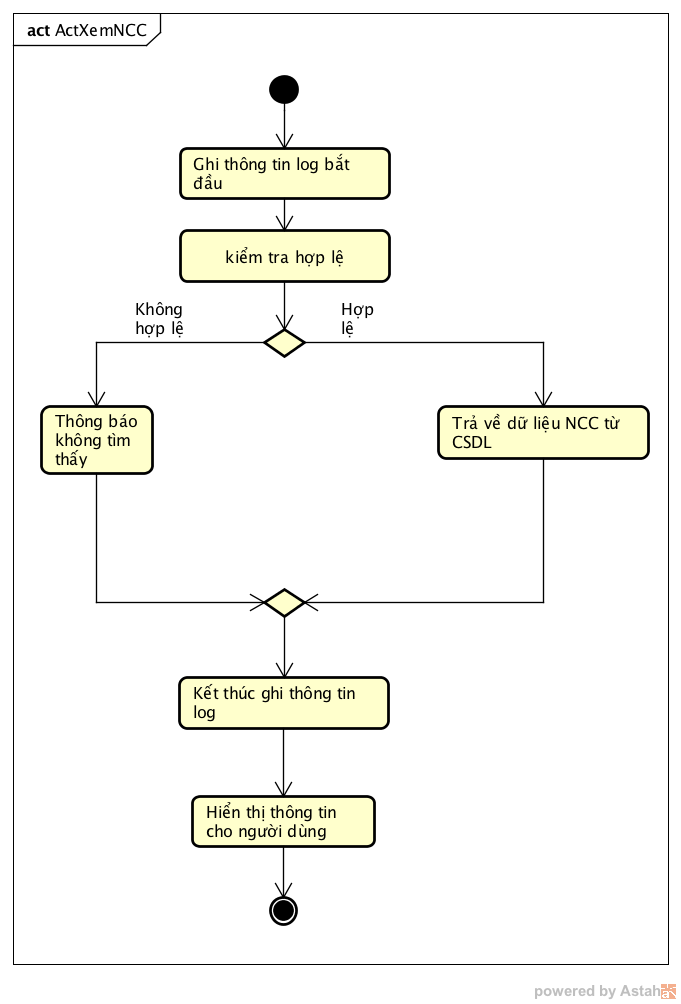 act ActXemNCC
Ghi thông tin log bắt
đầu
kiểm tra hợp lệ
Không
hợp lệ
Hợp
lệ
Thông báo
không tìm
thấy
Trả về dữ liệu NCC từ
CSDL
Kết thúc ghi thông tin
log
Hiển thị thông tin
cho người dùng
powered by Astah